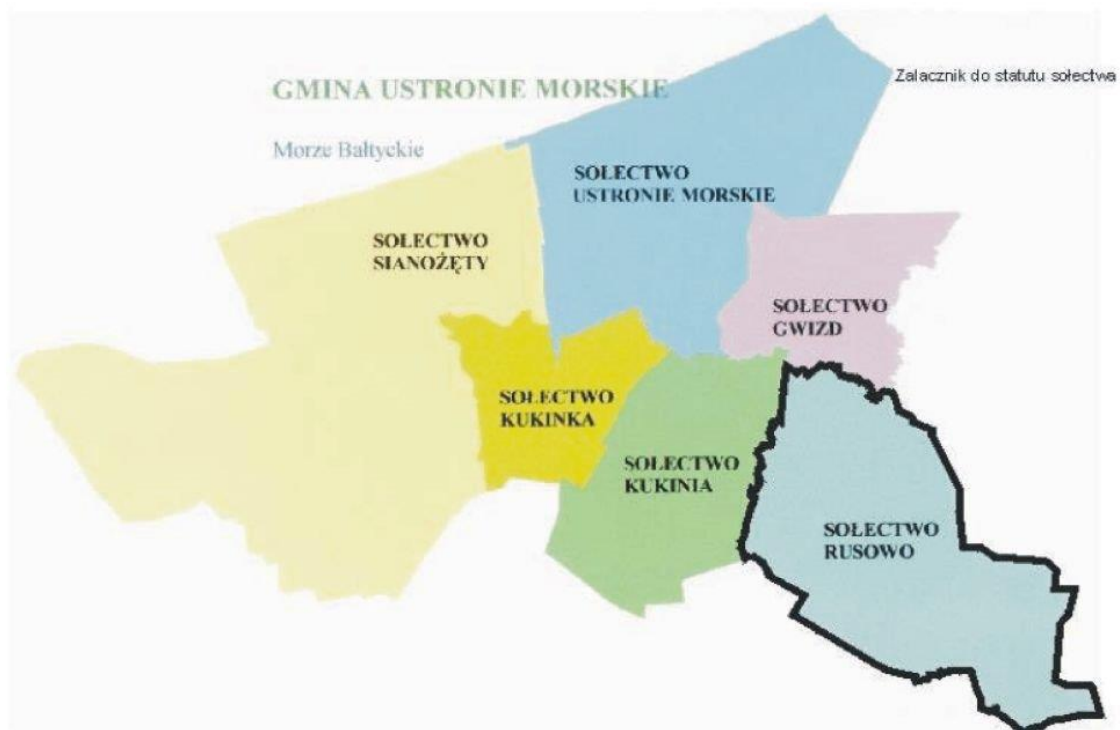 Zalacznik do statutu sołectwa
GMINA USTRONIE MORSKIE
Morze Bałtyckie
SOŁECTWO
USTRONIE MORSKIE
SOŁECTWO
SIANOŻĘTY
SOŁECTWO
GWIZD
SOŁECTWO
KUKINKA
SOŁECTWO
KUKINIA
SOŁECTWO
RUSOWO